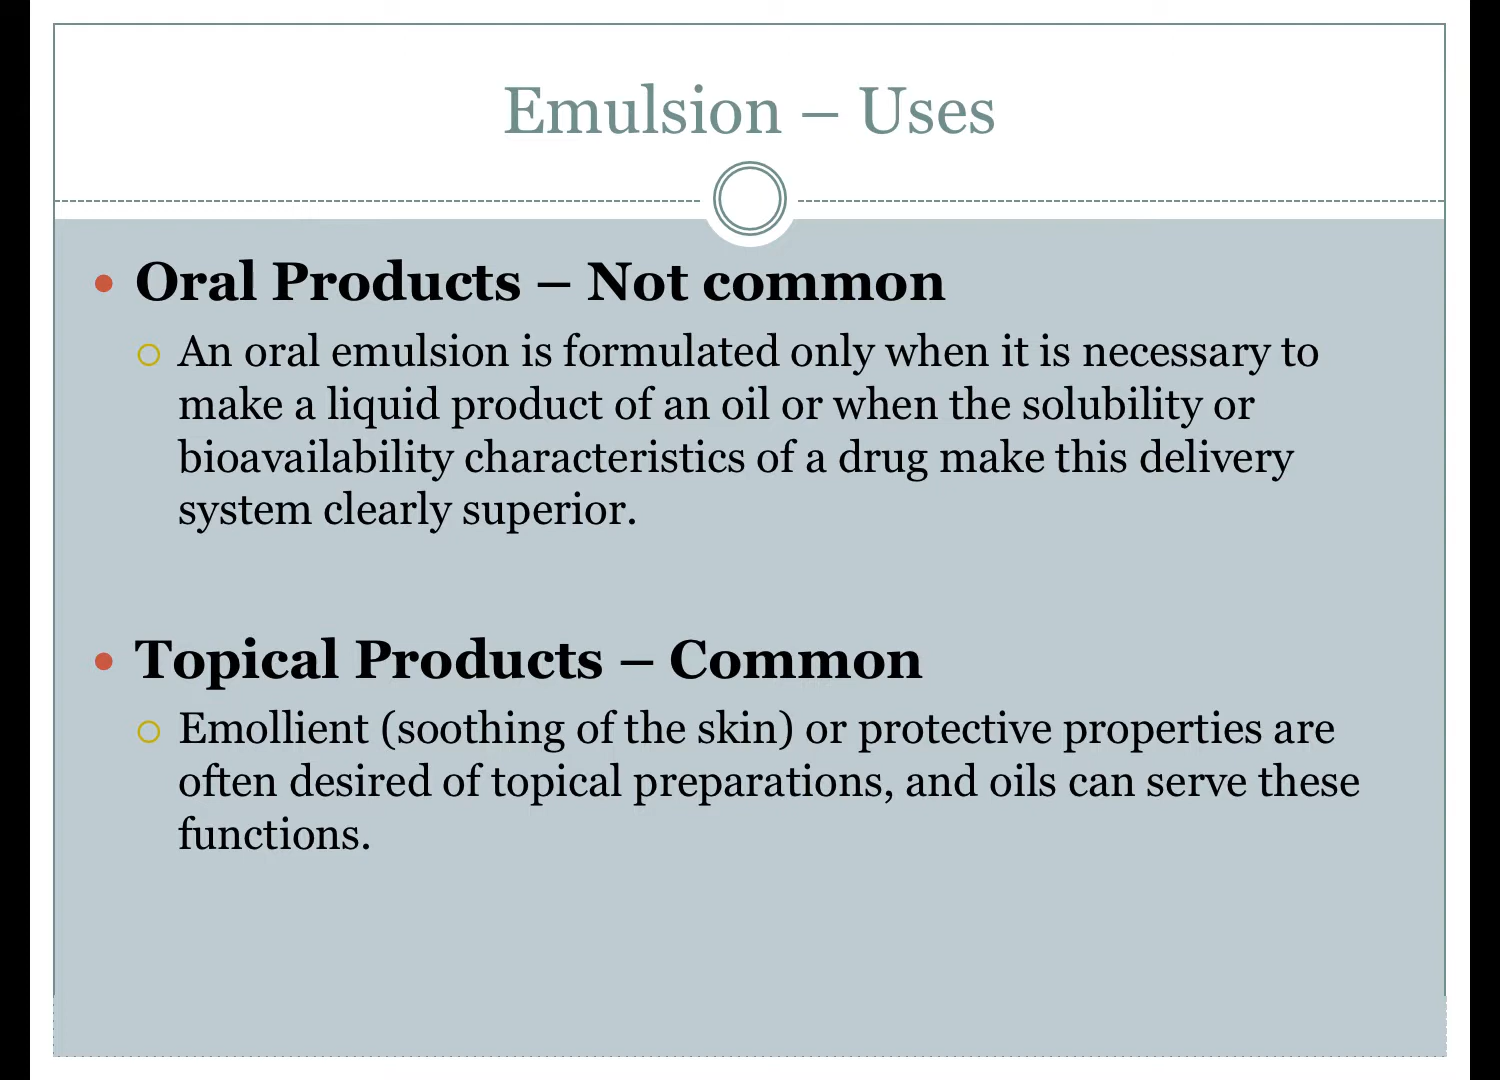 Emulsion – Uses
Oral Products – Not common
An oral emulsion is formulated only when it is necessary to
make a liquid product of an oil or when the solubility or
bioavailability characteristics of a drug make this delivery
system clearly superior.
Topical Products – Common
Emollient (soothing of the skin) or protective properties are
often desired of topical preparations, and oils can serve these
functions.